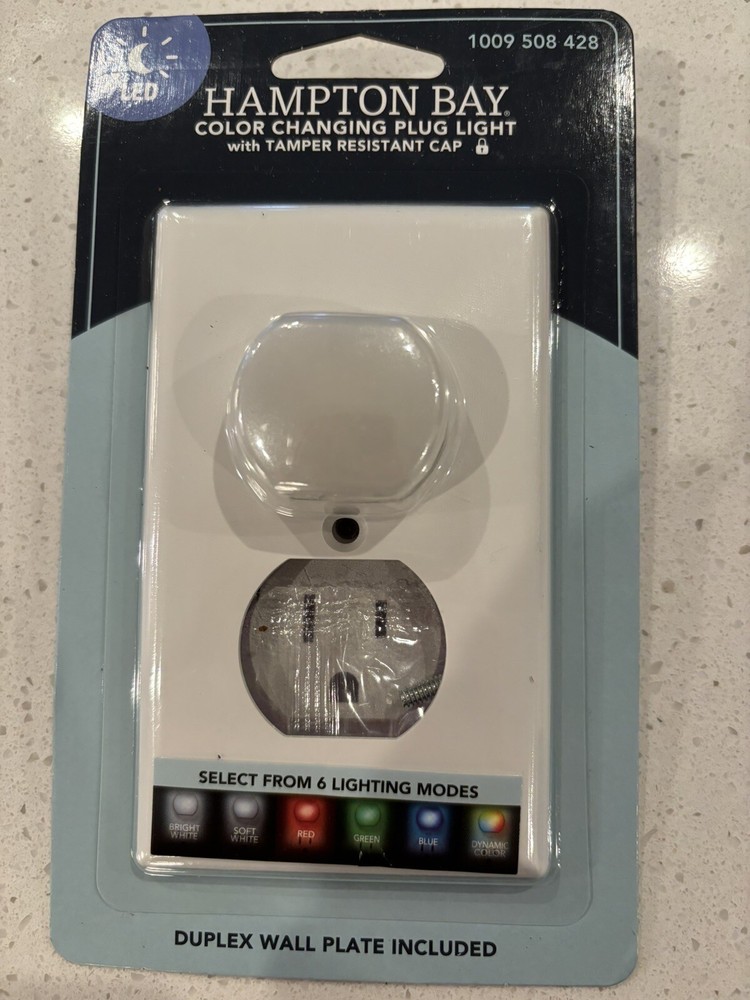 1009 508 428
LED
HAMPTON BAY®
COLOR CHANGING PLUG LIGHT
with TAMPER RESISTANT CAP
SELECT FROM 6 LIGHTING MODES
BRIGHT WHITE
SOFT WHITE
RED
GREEN
BLUE
DYNAMIC COLOR
DUPLEX WALL PLATE INCLUDED